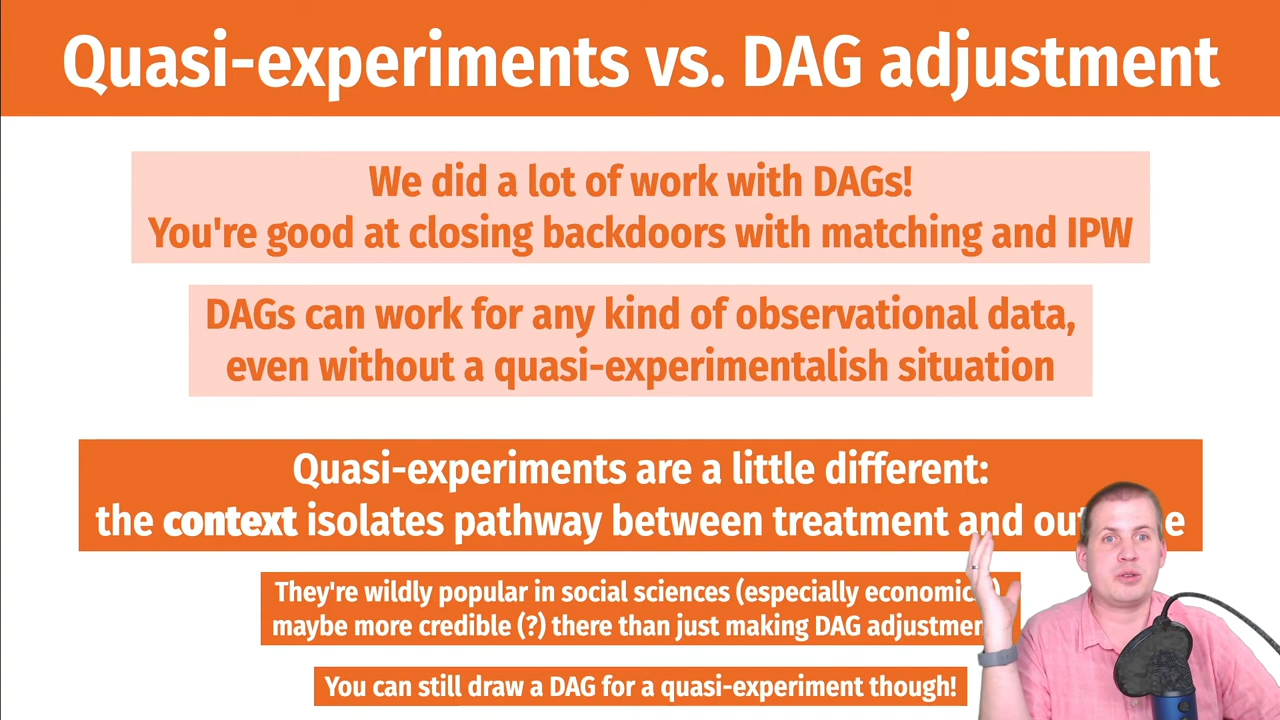 Quasi-experiments vs. DAG adjustment
We did a lot of work with DAGs!
You're good at closing backdoors with matching and IPW
DAGs can work for any kind of observational data,
even without a quasi-experimentalish situation
Quasi-experiments are a little different:
the context isolates pathway between treatment and
They're wildly popular in social sciences (especially
maybe more credible (?) there than just making DAG
You can still draw a DAG for a quasi-experiment though!